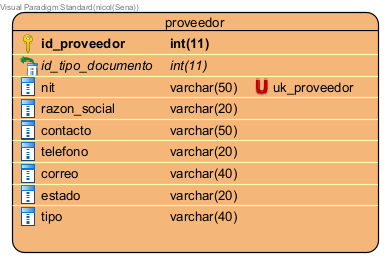 Visual Paradigm Standard(nicol(Sena))
proveedor
id_proveedor int(11)
id_tipo_documento int(11)
nit varchar(50) U uk_proveedor
razon_social varchar(20)
contacto varchar(50)
telefono varchar(20)
correo varchar(40)
estado varchar(20)
tipo varchar(40)